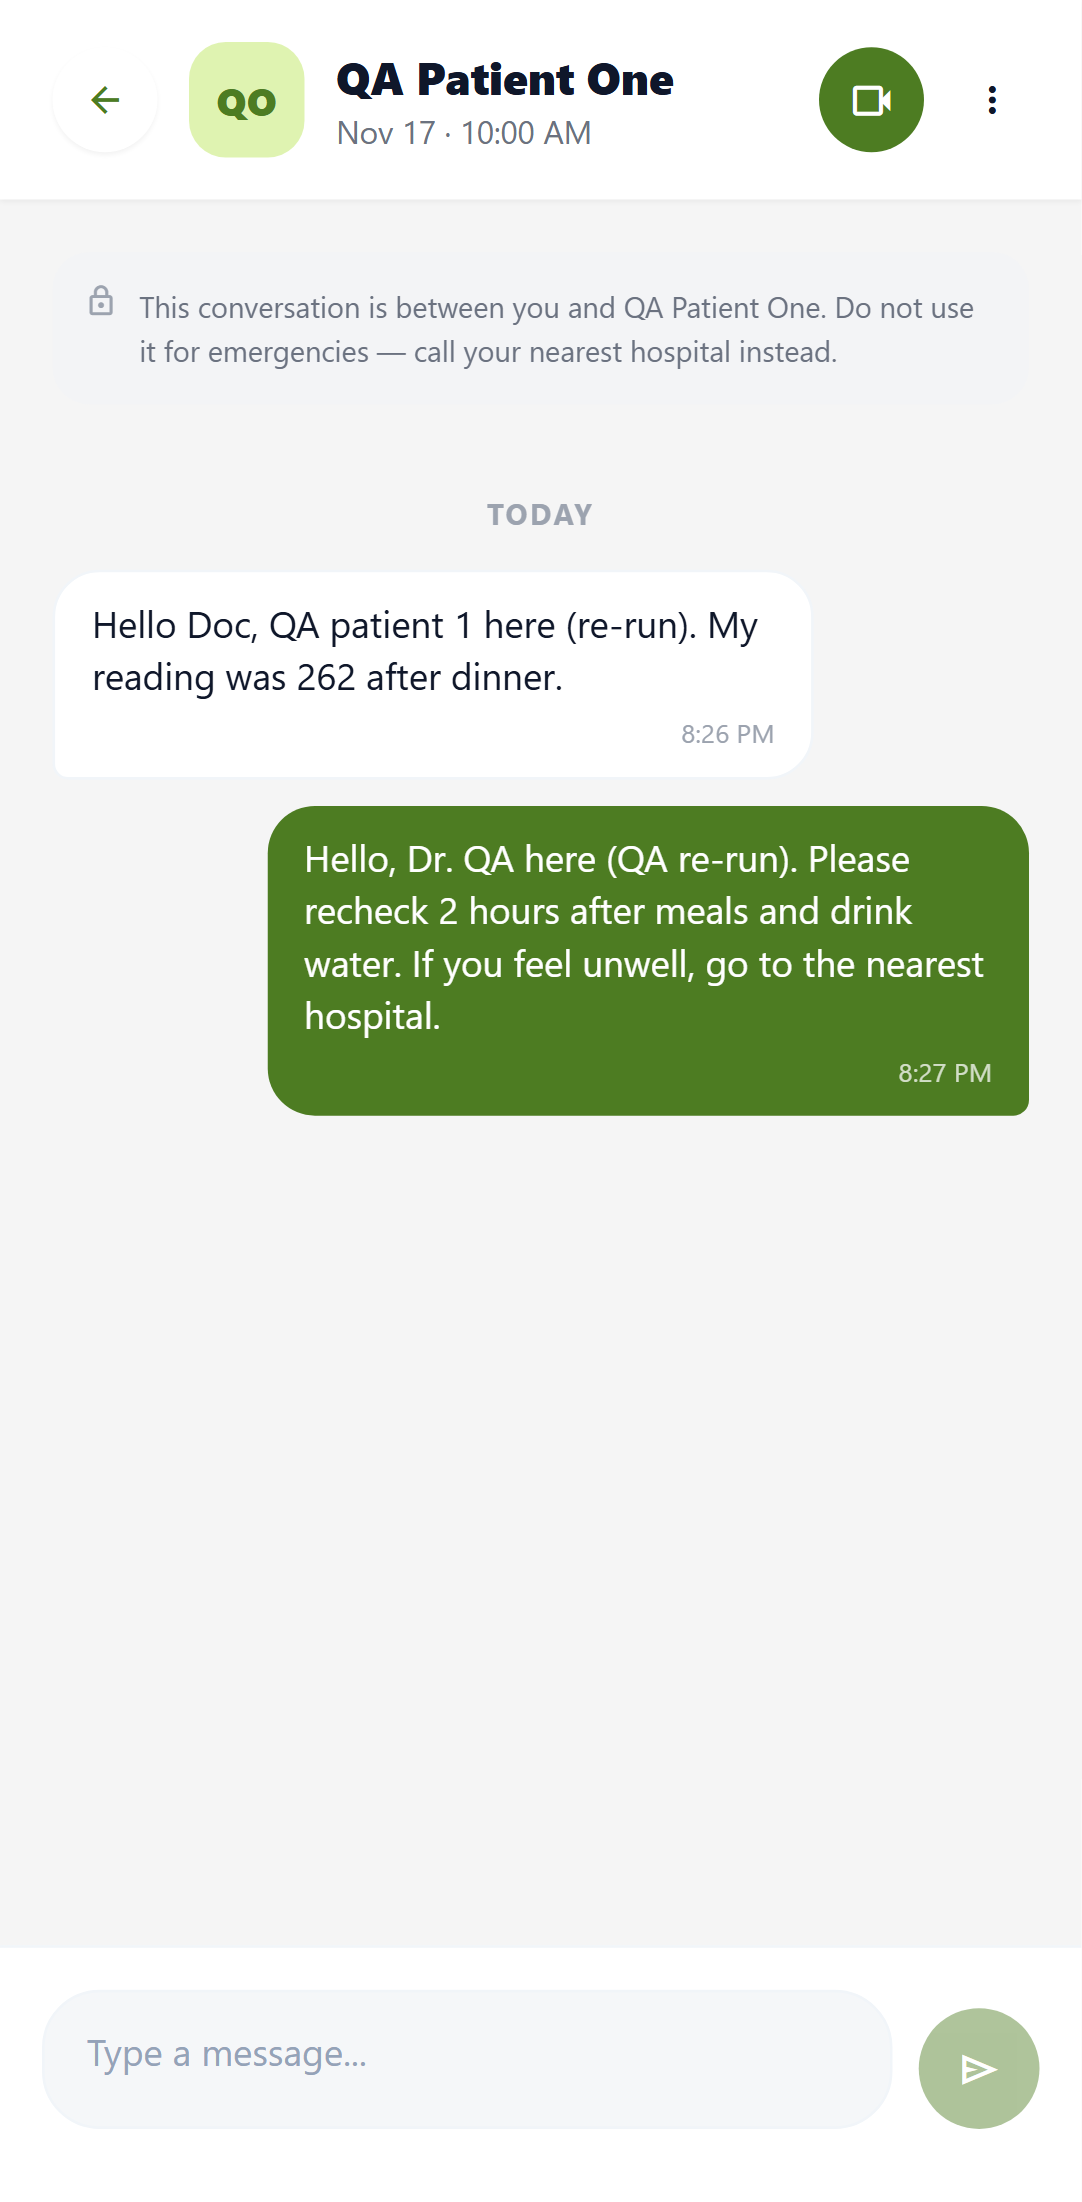 QO
QA Patient One
Nov 17 · 10:00 AM
This conversation is between you and QA Patient One. Do not use
it for emergencies — call your nearest hospital instead.
TODAY
Hello Doc, QA patient 1 here (re-run). My
reading was 262 after dinner.
8:26 PM
Hello, Dr. QA here (QA re-run). Please
recheck 2 hours after meals and drink
water. If you feel unwell, go to the nearest
hospital.
8:27 PM
Type a message...